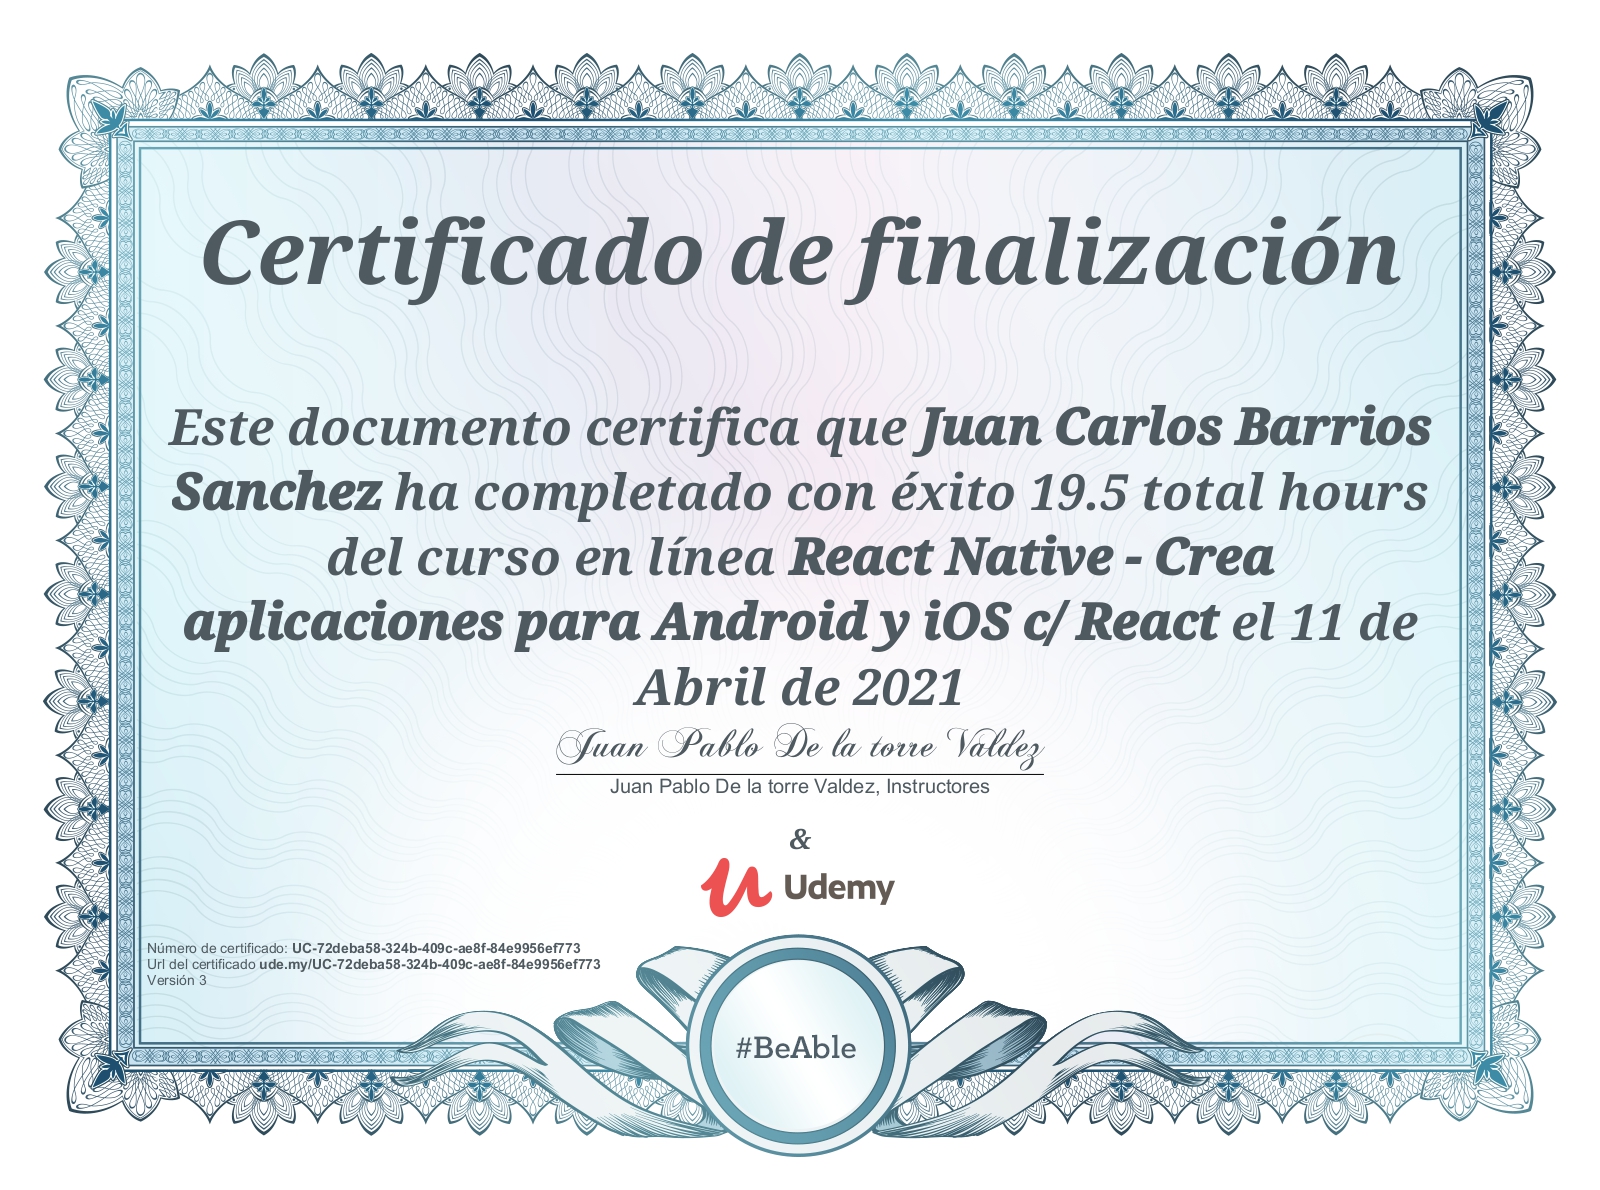 Certificado de finalización
Este documento certifica que Juan Carlos Barrios
Sanchez ha completado con éxito 19.5 total hours
del curso en línea React Native - Crea
aplicaciones para Android y iOS c/ React el 11 de
Abril de 2021
Juan Pablo De la torre Valdez
Juan Pablo De la torre Valdez, Instructores
&
Udemy
Número de certificado: UC-72deba58-324b-409c-ae8f-84e9956ef773
Url del certificado ude.my/UC-72deba58-324b-409c-ae8f-84e9956ef773
Versión 3
#BeAble